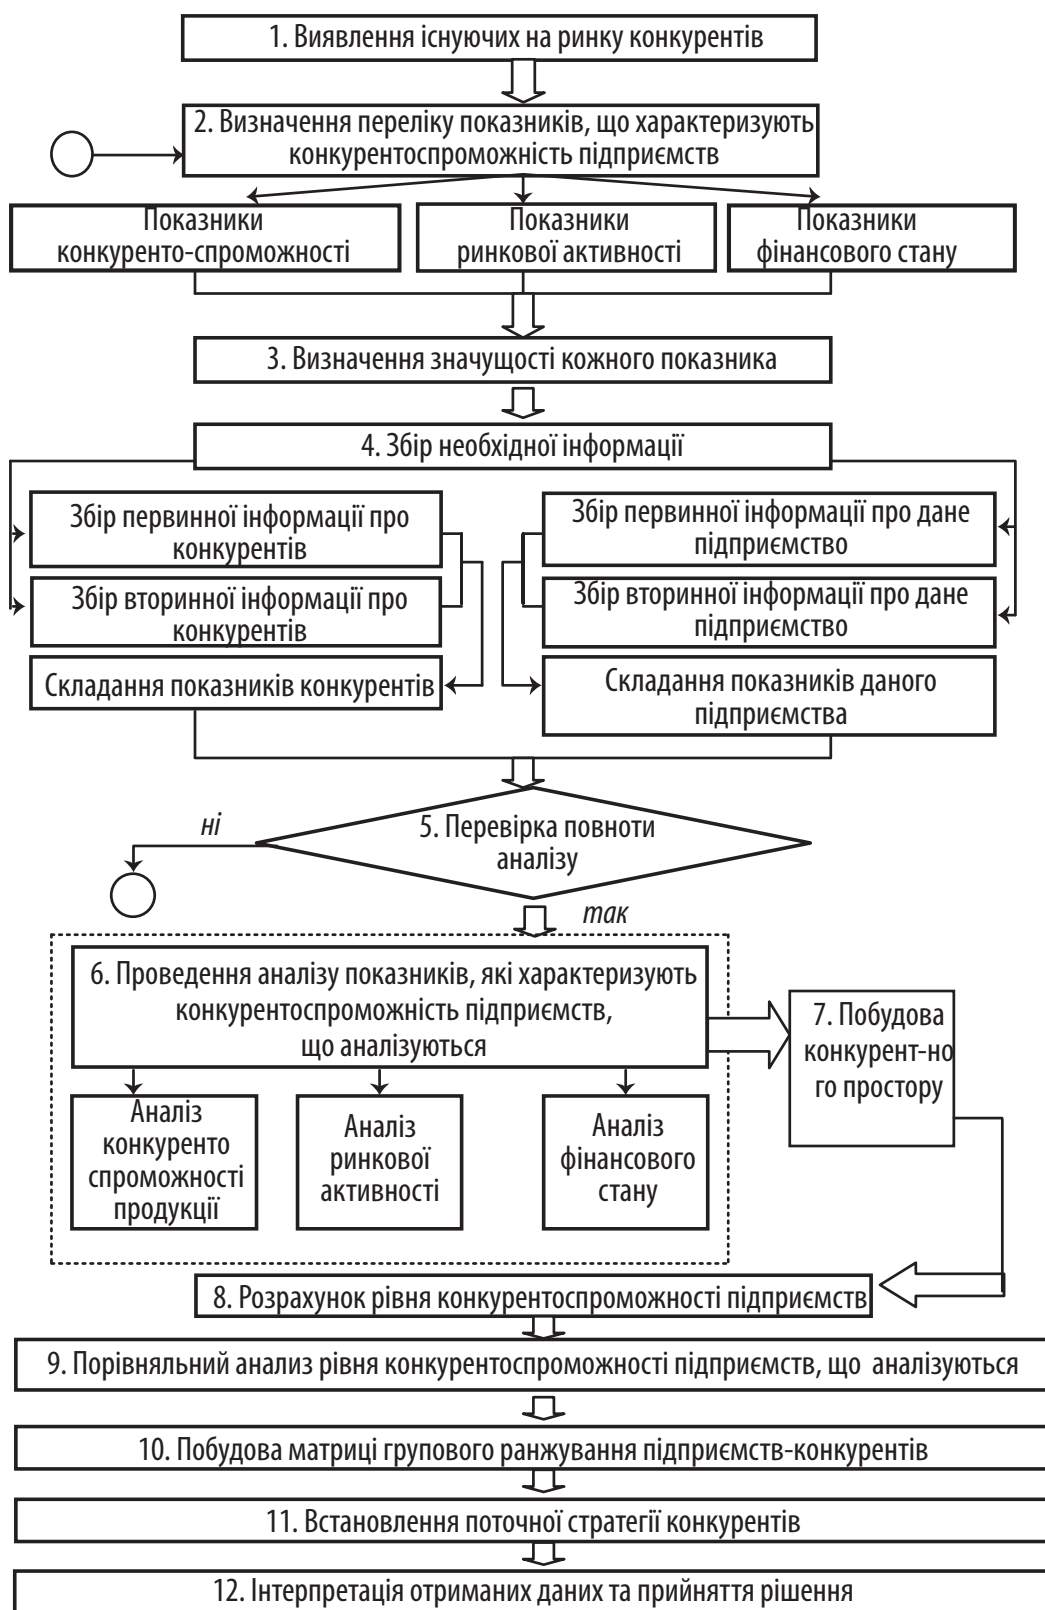 1. Виявлення існуючих на ринку конкурентів
2. Визначення переліку показників, що характеризують
конкурентоспроможність підприємств
Показники
конкуренто-спроможності
Показники
ринкової активності
Показники
фінансового стану
3. Визначення значущості кожного показника
4. Збір необхідної інформації
Збір первинної інформації про
конкурентів
Збір первинної інформації про дане
підприємство
Збір вторинної інформації про
конкурентів
Збір вторинної інформації про дане
підприємство
Складання показників конкурентів
Складання показників даного
підприємства
5. Перевірка повноти
аналізу
ні
так
6. Проведення аналізу показників, які характеризують
конкурентоспроможність підприємств,
що аналізуються
7. Побудова
конкурент-но
го простору
Аналіз
конкуренто
спроможності
продукції
Аналіз
ринкової
активності
Аналіз
фінансового
стану
8. Розрахунок рівня конкурентоспроможності підприємств
9. Порівняльний анализ рівня конкурентоспроможності підприємств, що аналізуються
10. Побудова матриці групового ранжування підприємств-конкурентів
11. Встановлення поточної стратегії конкурентів
12. Інтерпретація отриманих даних та прийняття рішення